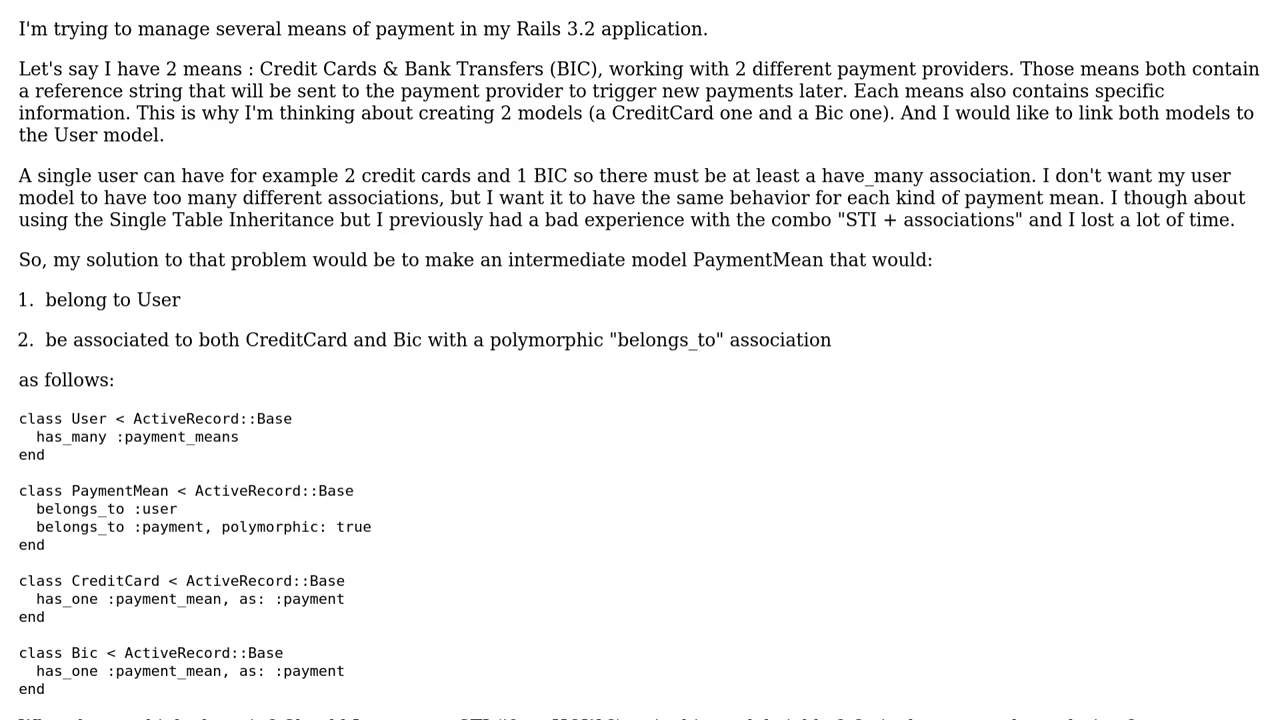 I'm trying to manage several means of payment in my Rails 3.2 application.
Let's say I have 2 means : Credit Cards & Bank Transfers (BIC), working with 2 different payment providers. Those means both contain
a reference string that will be sent to the payment provider to trigger new payments later. Each means also contains specific
information. This is why I'm thinking about creating 2 models (a CreditCard one and a Bic one). And I would like to link both models to
the User model.
A single user can have for example 2 credit cards and 1 BIC so there must be at least a have_many association. I don't want my user
model to have too many different associations, but I want it to have the same behavior for each kind of payment mean. I though about
using the Single Table Inheritance but I previously had a bad experience with the combo "STI + associations" and I lost a lot of time.
So, my solution to that problem would be to make an intermediate model PaymentMean that would:
1. belong to User
2. be associated to both CreditCard and Bic with a polymorphic "belongs_to" association
as follows:
class User < ActiveRecord::Base
  has_many :payment_means
end
class PaymentMean < ActiveRecord::Base
  belongs_to :user
  belongs_to :payment, polymorphic: true
end
class CreditCard < ActiveRecord::Base
  has_one :payment_mean, as: :payment
end
class Bic < ActiveRecord::Base
  has_one :payment_mean, as: :payment
end